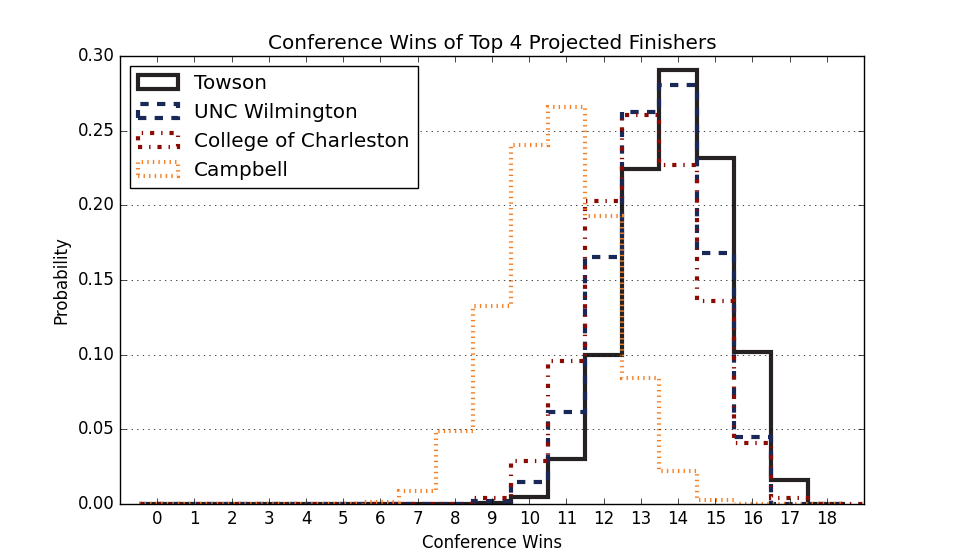 Conference Wins of Top 4 Projected Finishers
0.30
0.25
0.20
0.15
0.10
0.05
0.00
Probability
Towson
UNC Wilmington
College of Charleston
Campbell
0 1 2 3 4 5 6 7 8 9 10 11 12 13 14 15 16 17 18
Conference Wins